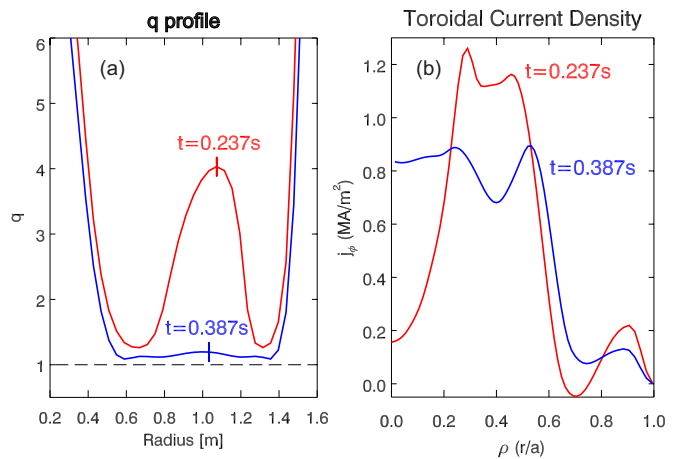 q profile
(a)
t=0.237s
t=0.387s
q
6
5
4
3
2
1
0.2 0.4 0.6 0.8 1.0 1.2 1.4 1.6
Radius [m]
Toroidal Current Density
(b)
t=0.237s
t=0.387s
jϕ (MA/m²)
1.2
1.0
0.8
0.6
0.4
0.2
0.0
0.0 0.2 0.4 0.6 0.8 1.0
ρ (r/a)